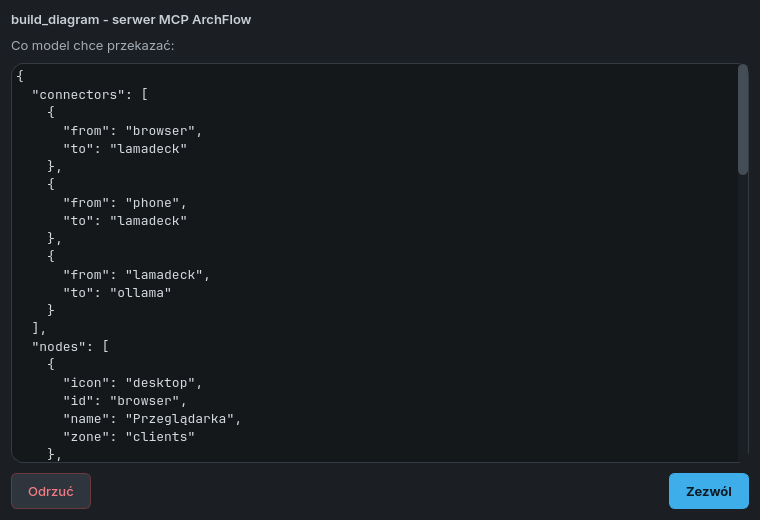 build_diagram - serwer MCP ArchFlow
Co model chce przekazać:
{
  "connectors": [
    {
      "from": "browser",
      "to": "lamadeck"
    },
    {
      "from": "phone",
      "to": "lamadeck"
    },
    {
      "from": "lamadeck",
      "to": "ollama"
    }
  ],
  "nodes": [
    {
      "icon": "desktop",
      "id": "browser",
      "name": "Przeglądarka",
      "zone": "clients"
    },
Odrzuć
Zezwól